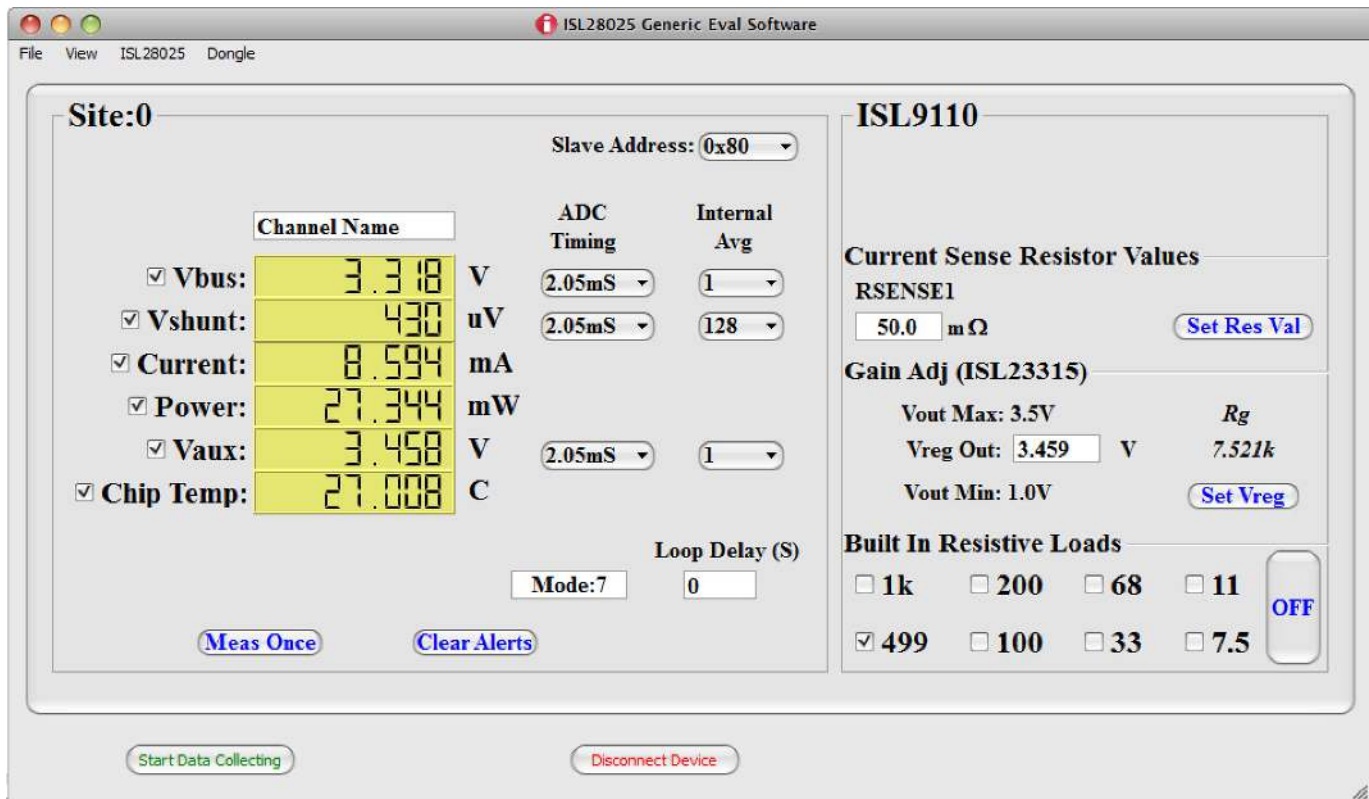 ISL28025 Generic Eval Software
File View ISL28025 Dongle
Site:0
Slave Address: 0x80
ADC Timing
Internal Avg
Channel Name
Vbus: 3.318 V 2.05mS 1
Vshunt: 430 uV 2.05mS 128
Current: 8.594 mA
Power: 27.344 mW
Vaux: 3.458 V 2.05mS 1
Chip Temp: 27.008 C
Loop Delay (S)
Mode:7 0
Meas Once Clear Alerts
ISL9110
Current Sense Resistor Values
RSENSE1
50.0 m Ω Set Res Val
Gain Adj (ISL23315)
Vout Max: 3.5V Rg
Vreg Out: 3.459 V 7.521k
Vout Min: 1.0V Set Vreg
Built In Resistive Loads
1k 200 68 11
OFF
499 100 33 7.5
Start Data Collecting Disconnect Device